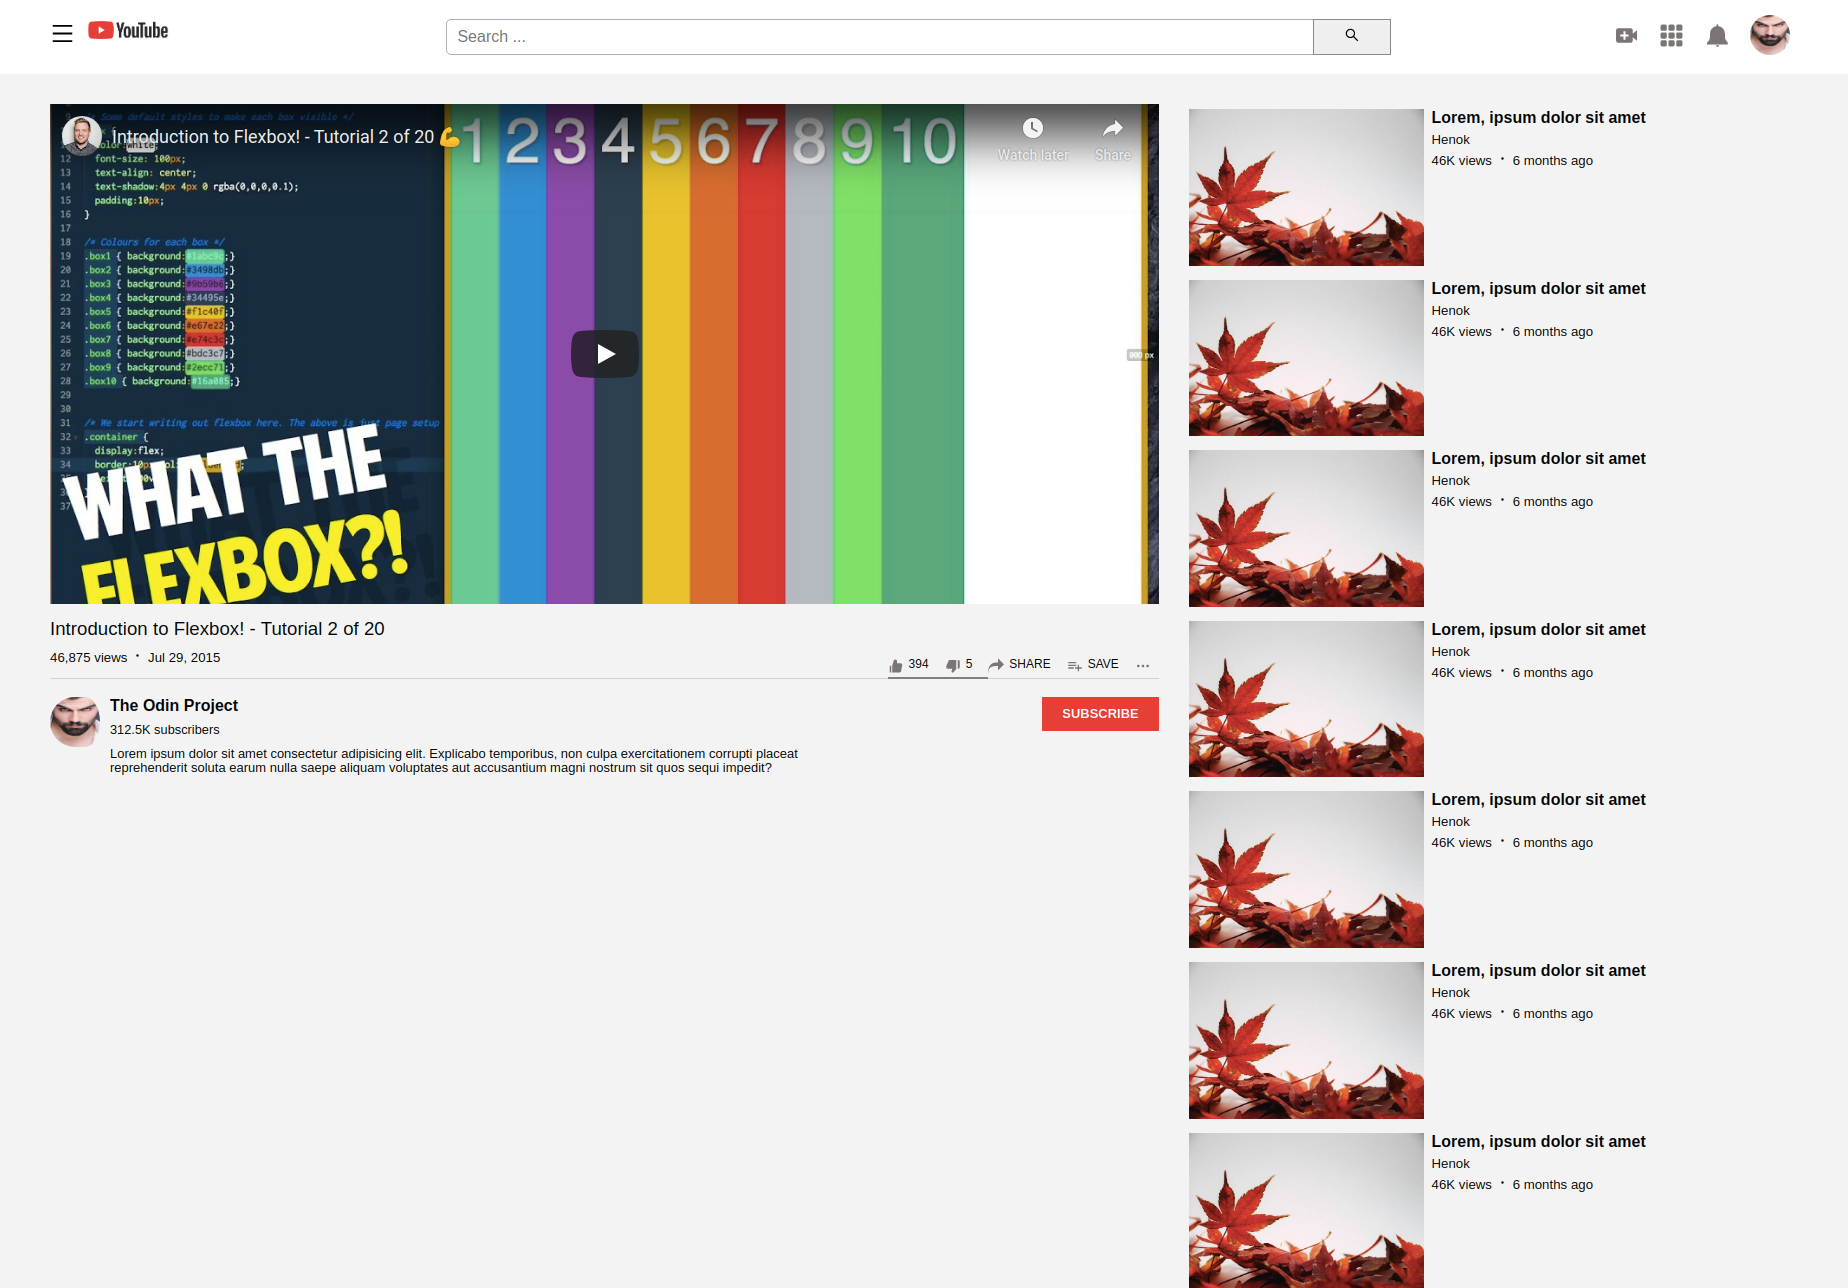 YouTube
Search ...
9 /* Some default styles to make each box visible */
Introduction to Flexbox! - Tutorial 2 of 20 💪
Watch later
Share
1 2 3 4 5 6 7 8 9 10
color:white;
12 font-size: 100px;
13 text-align: center;
14 text-shadow:4px 4px 0 rgba(0,0,0,0.1);
15 padding:10px;
16 }
17
18 /* Colours for each box */
19 .box1 { background:#1abc9c;}
20 .box2 { background:#3498db;}
21 .box3 { background:#9b59b6;}
22 .box4 { background:#34495e;}
23 .box5 { background:#f1c40f;}
24 .box6 { background:#e67e22;}
25 .box7 { background:#e74c3c;}
26 .box8 { background:#bdc3c7;}
27 .box9 { background:#2ecc71;}
28 .box10 { background:#16a085;}
29
30
31 /* We start writing out flexbox here. The above is just page setup
32 .container {
33 display:flex;
34
37
WHAT THE
FLEXBOX?!
Introduction to Flexbox! - Tutorial 2 of 20
46,875 views • Jul 29, 2015
394
5
SHARE
SAVE
The Odin Project
312.5K subscribers
SUBSCRIBE
Lorem ipsum dolor sit amet consectetur adipisicing elit. Explicabo temporibus, non culpa exercitationem corrupti placeat
reprehenderit soluta earum nulla saepe aliquam voluptates aut accusantium magni nostrum sit quos sequi impedit?
Lorem, ipsum dolor sit amet
Henok
46K views • 6 months ago
Lorem, ipsum dolor sit amet
Henok
46K views • 6 months ago
Lorem, ipsum dolor sit amet
Henok
46K views • 6 months ago
Lorem, ipsum dolor sit amet
Henok
46K views • 6 months ago
Lorem, ipsum dolor sit amet
Henok
46K views • 6 months ago
Lorem, ipsum dolor sit amet
Henok
46K views • 6 months ago
Lorem, ipsum dolor sit amet
Henok
46K views • 6 months ago